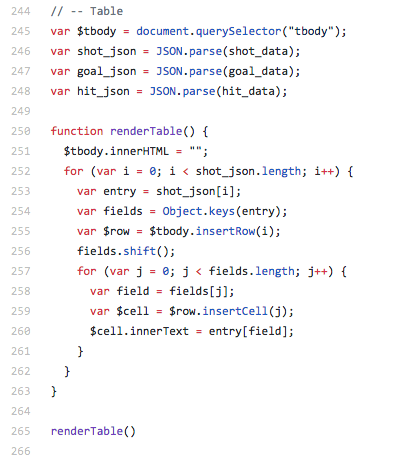 244 // -- Table
245 var $tbody = document.querySelector("tbody");
246 var shot_json = JSON.parse(shot_data);
247 var goal_json = JSON.parse(goal_data);
248 var hit_json = JSON.parse(hit_data);
249
250 function renderTable() {
251 $tbody.innerHTML = "";
252 for (var i = 0; i < shot_json.length; i++) {
253 var entry = shot_json[i];
254 var fields = Object.keys(entry);
255 var $row = $tbody.insertRow(i);
256 fields.shift();
257 for (var j = 0; j < fields.length; j++) {
258 var field = fields[j];
259 var $cell = $row.insertCell(j);
260 $cell.innerText = entry[field];
261 }
262 }
263 }
264
265 renderTable()
266